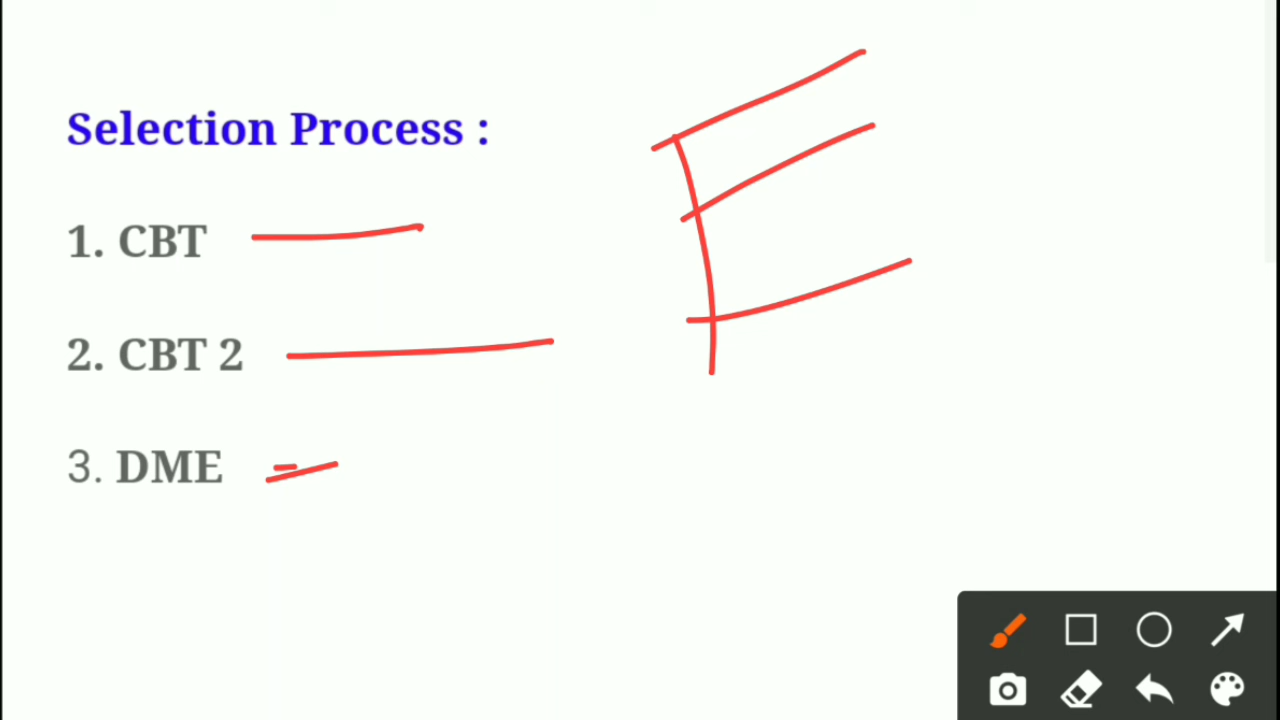 Selection Process :
1. CBT
2. CBT 2
3. DME
E